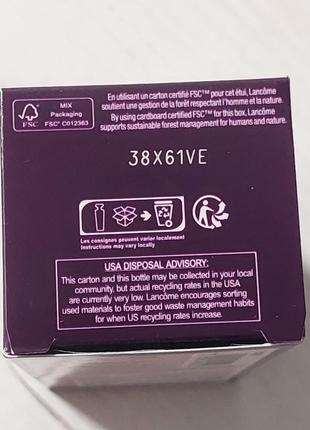 En utilisant un carton certifié FSC™ pour cet étui, Lancôme
soutient une gestion de la forêt respectant l'homme et la nature.
By using cardboard certified FSC™ for this box, Lancôme
supports sustainable forest management for humans and nature.
FSC
MIX
Packaging
FSC® C012363
38X61VE
Les consignes peuvent varier localement
Instructions may vary locally
USA DISPOSAL ADVISORY:
This carton and this bottle may be collected in your local
community, but actual recycling rates in the USA
are currently very low. Lancôme encourages sorting
used materials to foster good waste management habits
for when US recycling rates increase.